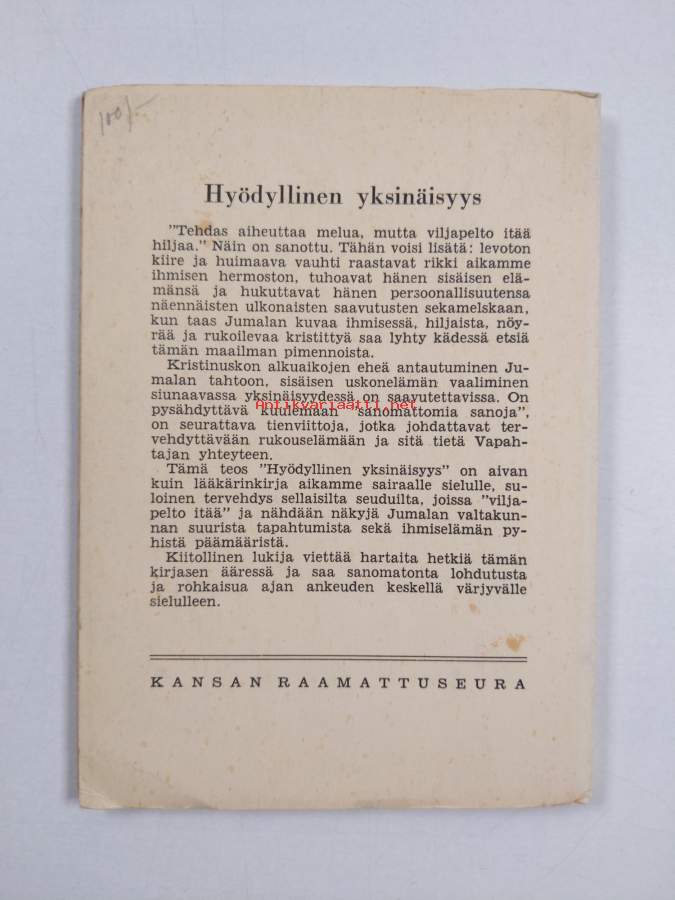 100/-
Hyödyllinen yksinäisyys
"Tehdas aiheuttaa melua, mutta viljapelto itää
hiljaa." Näin on sanottu. Tähän voisi lisätä: levoton
kiire ja huimaava vauhti raastavat rikki aikamme
ihmisen hermoston, tuhoavat hänen sisäisen elä-
mänsä ja hukuttavat hänen persoonallisuutensa
näennäisten ulkonaisten saavutusten sekamelskaan,
kun taas Jumalan kuvaa ihmisessä, hiljaista, nöy-
rää ja rukoilevaa kristittyä saa lyhty kädessä etsiä
tämän maailman pimennoista.
Kristinuskon alkuaikojen eheä antautuminen Ju-
malan tahtoon, sisäisen uskonelämän vaaliminen
siunaavassa yksinäisyydessä on saavutettavissa. On
Antikvariaatti.net
pysähdyttävä kuulemaan "sanomattomia sanoja",
on seurattava tienviittoja, jotka johdattavat ter-
vehdyttävään rukouselämään ja sitä tietä Vapah-
tajan yhteyteen.
Tämä teos "Hyödyllinen yksinäisyys" on aivan
kuin lääkärinkirja aikamme sairaalle sielulle, su-
loinen tervehdys sellaisilta seuduilta, joissa "vilja-
pelto itää" ja nähdään näkyjä Jumalan valtakun-
nan suurista tapahtumista sekä ihmiselämän py-
histä päämääristä.
Kiitollinen lukija viettää hartaita hetkiä tämän
kirjasen ääressä ja saa sanomatonta lohdutusta
ja rohkaisua ajan ankeuden keskellä värjyvälle
sielulleen.
KANSAN RAAMATTUSEURA